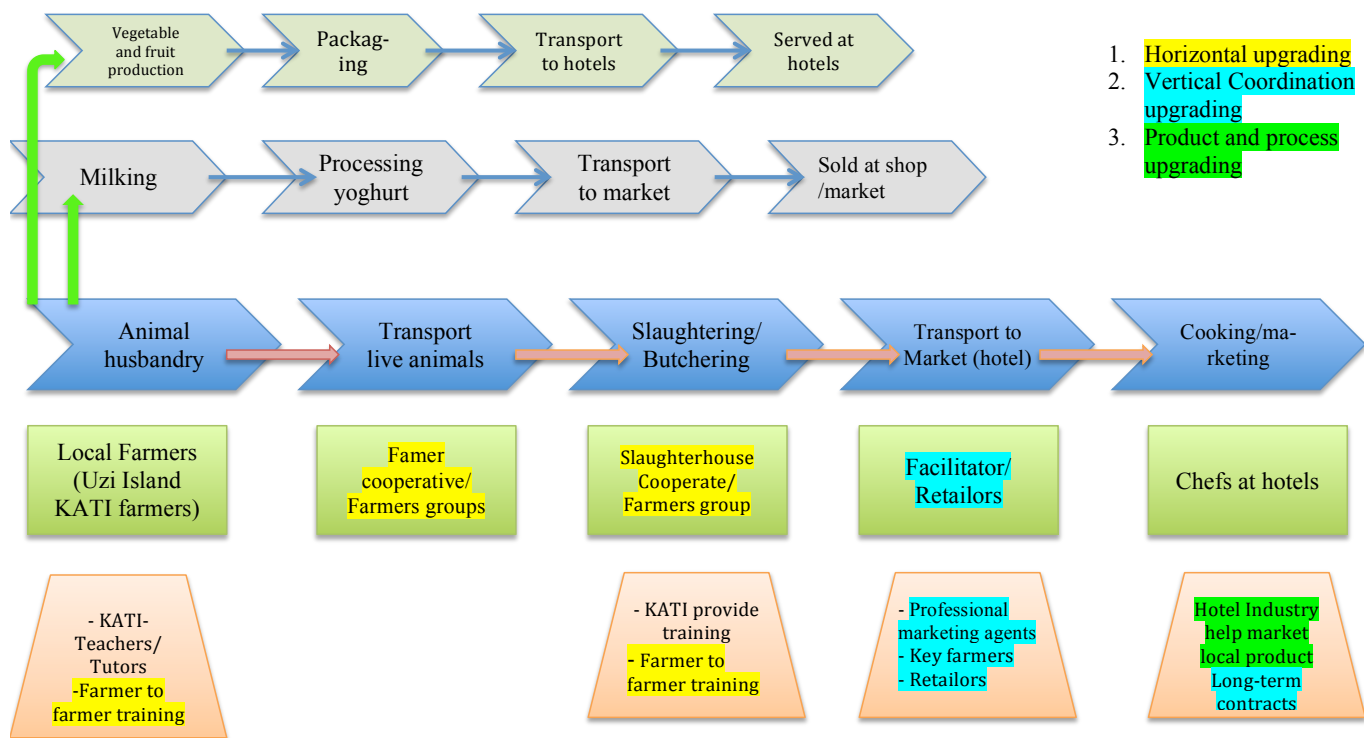 Vegetable
and fruit
production
Packag-
ing
Transport
to hotels
Served at
hotels
1. Horizontal upgrading
2. Vertical Coordination
upgrading
3. Product and process
upgrading
Milking
Processing
yoghurt
Transport
to market
Sold at shop
/market
Animal
husbandry
Transport
live animals
Slaughtering/
Butchering
Transport to
Market (hotel)
Cooking/ma-
rketing
Local Farmers
(Uzi Island
KATI farmers)
Famer
cooperative/
Farmers groups
Slaughterhouse
Cooperate/
Farmers group
Facilitator/
Retailors
Chefs at hotels
- KATI-
Teachers/
Tutors
-Farmer to
farmer training
- KATI provide
training
- Farmer to
farmer training
- Professional
marketing agents
- Key farmers
- Retailors
Hotel Industry
help market
local product
Long-term
contracts